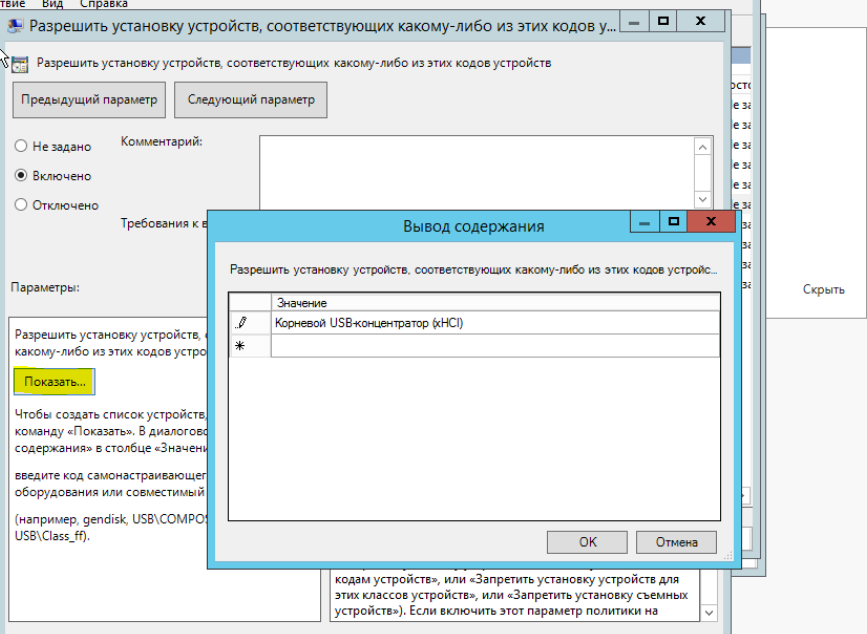 твие Вид Справка
Разрешить установку устройств, соответствующих какому-либо из этих кодов у...
Разрешить установку устройств, соответствующих какому-либо из этих кодов устройств
Предыдущий параметр
Следующий параметр
Не задано
Комментарий:
Включено
Отключено
Требования к в
Вывод содержания
Разрешить установку устройств, соответствующих какому-либо из этих кодов устройс...
Параметры:
Скрыть
Значение
Корневой USB-концентратор (xHCI)
Разрешить установку устройств,
какому-либо из этих кодов устро
Показать...
Чтобы создать список устройств,
команду «Показать». В диалогово
содержания» в столбце «Значени
введите код самонастраивающег
оборудования или совместимый
(например, gendisk, USB\COMPOS
USB\Class_ff).
OK
Отмена
кодам устройств», или «Запретить установку устройств для
этих классов устройств», или «Запретить установку съемных
устройств»). Если включить этот параметр политики на